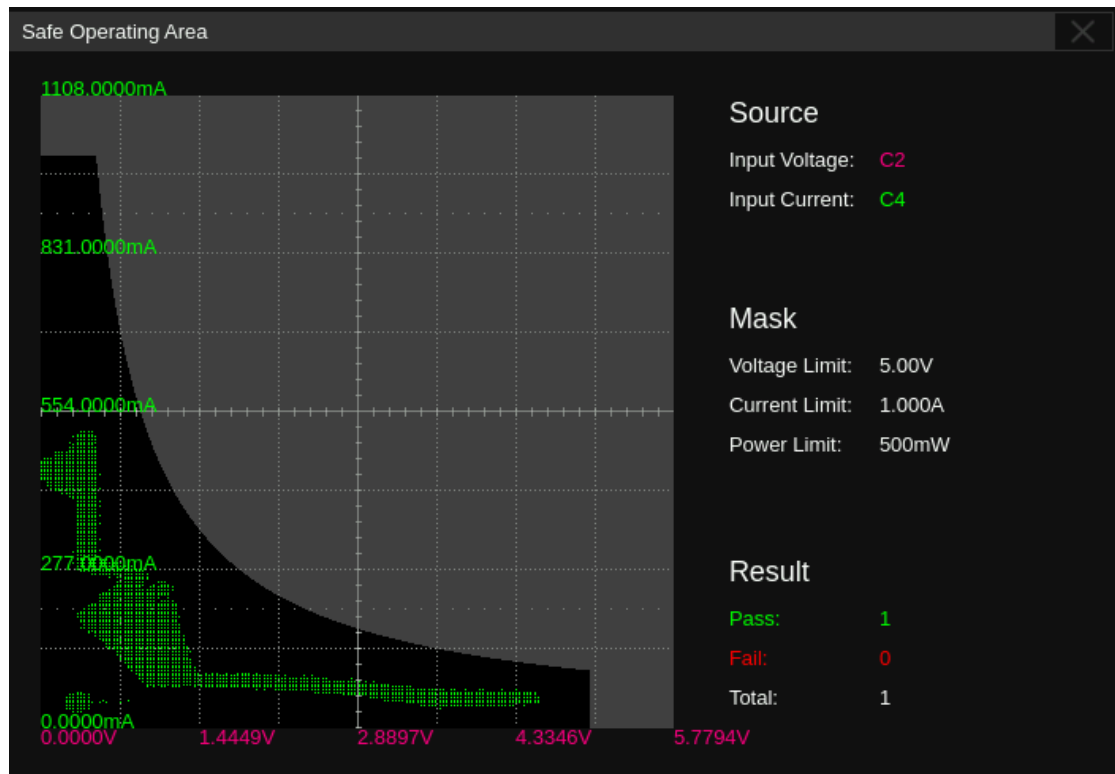 Safe Operating Area
1108.0000mA
831.0000mA
554.0000mA
277.0000mA
0.0000mA
0.0000V 1.4449V 2.8897V 4.3346V 5.7794V
Source
Input Voltage: C2
Input Current: C4
Mask
Voltage Limit: 5.00V
Current Limit: 1.000A
Power Limit: 500mW
Result
Pass: 1
Fail: 0
Total: 1